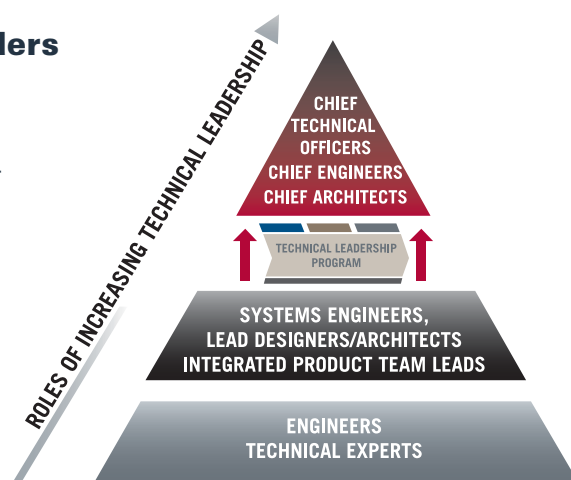 ders
ROLES OF INCREASING TECHNICAL LEADERSHIP
CHIEF
TECHNICAL
OFFICERS
CHIEF ENGINEERS
CHIEF ARCHITECTS
TECHNICAL LEADERSHIP
PROGRAM
SYSTEMS ENGINEERS,
LEAD DESIGNERS/ARCHITECTS
INTEGRATED PRODUCT TEAM LEADS
ENGINEERS
TECHNICAL EXPERTS